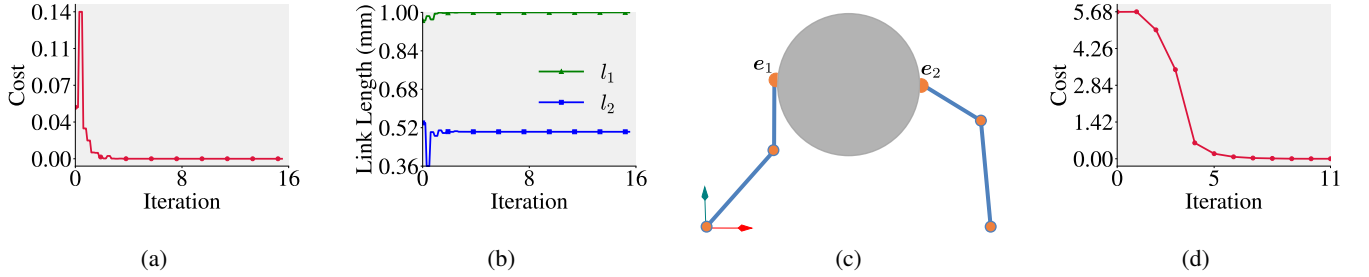 0.14
0.11
0.07
0.04
0.00
Cost
0
8
16
Iteration
(a)
1.00
0.84
0.68
0.52
0.36
Link Length (mm)
l₁
l₂
0
8
16
Iteration
(b)
e₁
e₂
(c)
5.68
4.26
2.84
1.42
0.00
Cost
0
5
11
Iteration
(d)